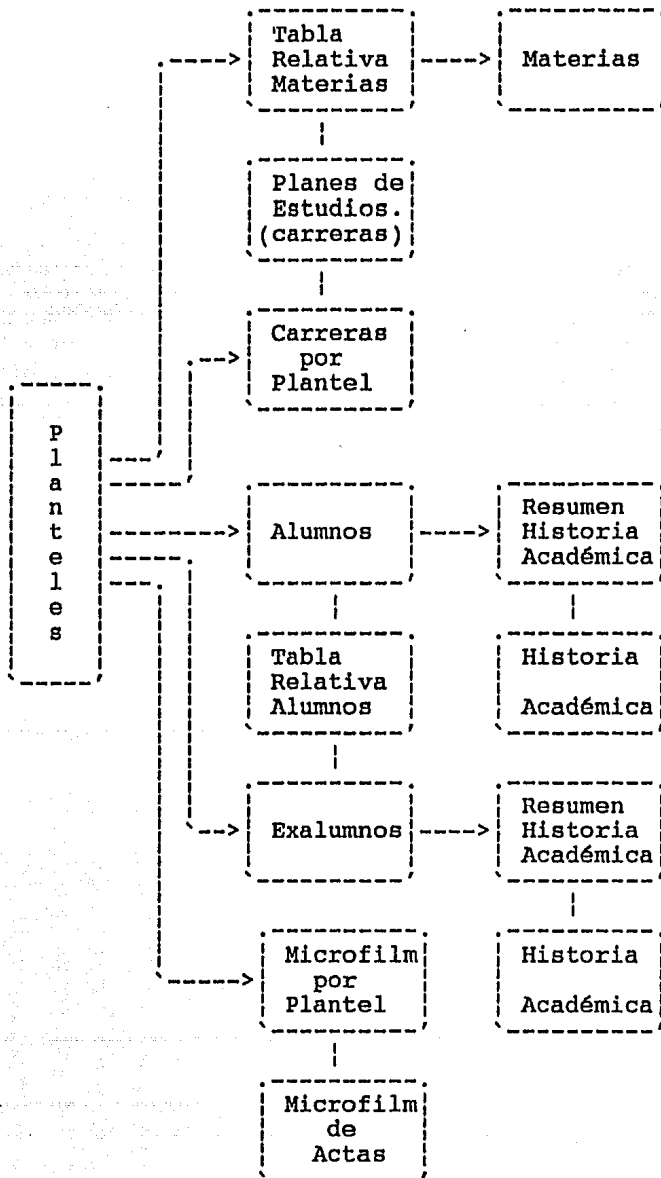 Tabla
Relativa
Materias
Materias
Planes de
Estudios.
(carreras)
Carreras
por
Plantel
P
l
a
n
t
e
l
e
s
Alumnos
Resumen
Historia
Académica
Tabla
Relativa
Alumnos
Historia
Académica
Exalumnos
Resumen
Historia
Académica
Microfilm
por
Plantel
Historia
Académica
Microfilm
de
Actas